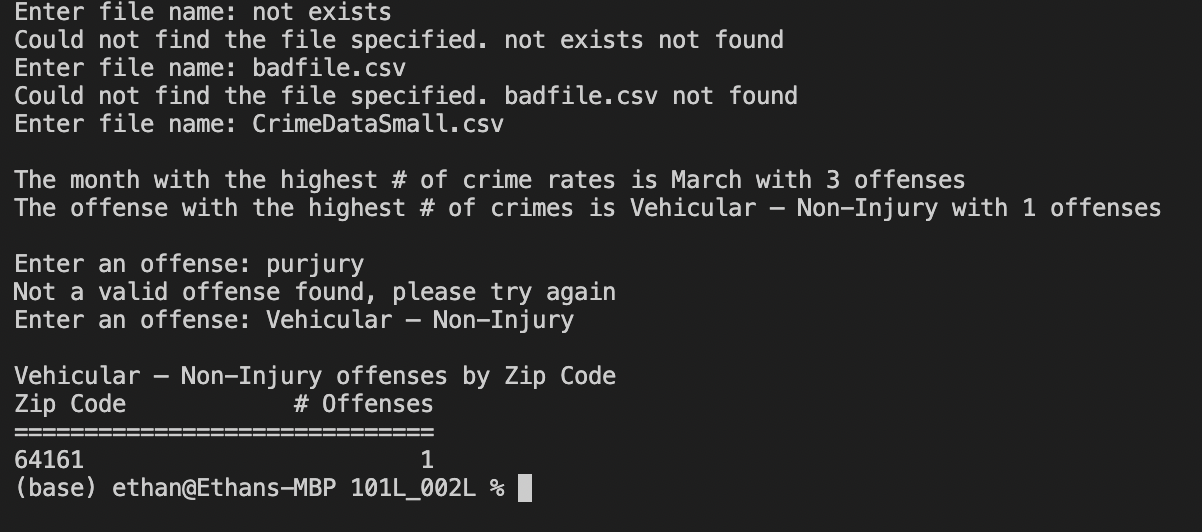 Enter file name: not exists
Could not find the file specified. not exists not found
Enter file name: badfile.csv
Could not find the file specified. badfile.csv not found
Enter file name: CrimeDataSmall.csv
The month with the highest # of crime rates is March with 3 offenses
The offense with the highest # of crimes is Vehicular – Non-Injury with 1 offenses
Enter an offense: purjury
Not a valid offense found, please try again
Enter an offense: Vehicular – Non-Injury
Vehicular – Non-Injury offenses by Zip Code
Zip Code            # Offenses
==============================
64161                        1
(base) ethan@Ethans-MBP 101L_002L %